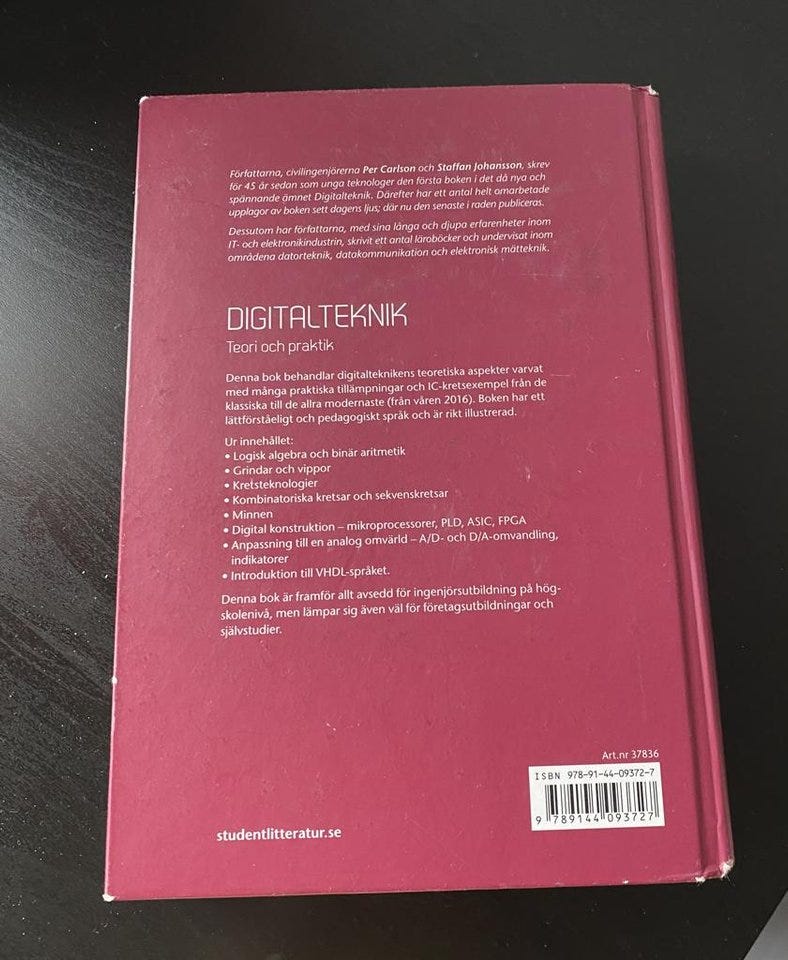 Författarna, civilingenjörerna Per Carlson och Staffan Johansson, skrev
för 45 år sedan som unga teknologer den första boken i det då nya och
spännande ämnet Digitalteknik. Därefter har ett antal helt omarbetade
upplagor av boken sett dagens ljus; där nu den senaste i raden publiceras.
Dessutom har författarna, med sina långa och djupa erfarenheter inom
IT- och elektronikindustrin, skrivit ett antal läroböcker och undervisat inom
områdena datorteknik, datakommunikation och elektronisk mätteknik.
DIGITALTEKNIK
Teori och praktik
Denna bok behandlar digitalteknikens teoretiska aspekter varvat
med många praktiska tillämpningar och IC-kretsexempel från de
klassiska till de allra modernaste (från våren 2016). Boken har ett
lättförståeligt och pedagogiskt språk och är rikt illustrerad.
Ur innehållet:
• Logisk algebra och binär aritmetik
• Grindar och vippor
• Kretsteknologier
• Kombinatoriska kretsar och sekvenskretsar
• Minnen
• Digital konstruktion – mikroprocessorer, PLD, ASIC, FPGA
• Anpassning till en analog omvärld – A/D- och D/A-omvandling,
indikatorer
• Introduktion till VHDL-språket.
Denna bok är framför allt avsedd för ingenjörsutbildning på hög-
skolenivå, men lämpar sig även väl för företagsutbildningar och
självstudier.
Art.nr 37836
ISBN 978-91-44-09372-7
9 789144 093727
studentlitteratur.se